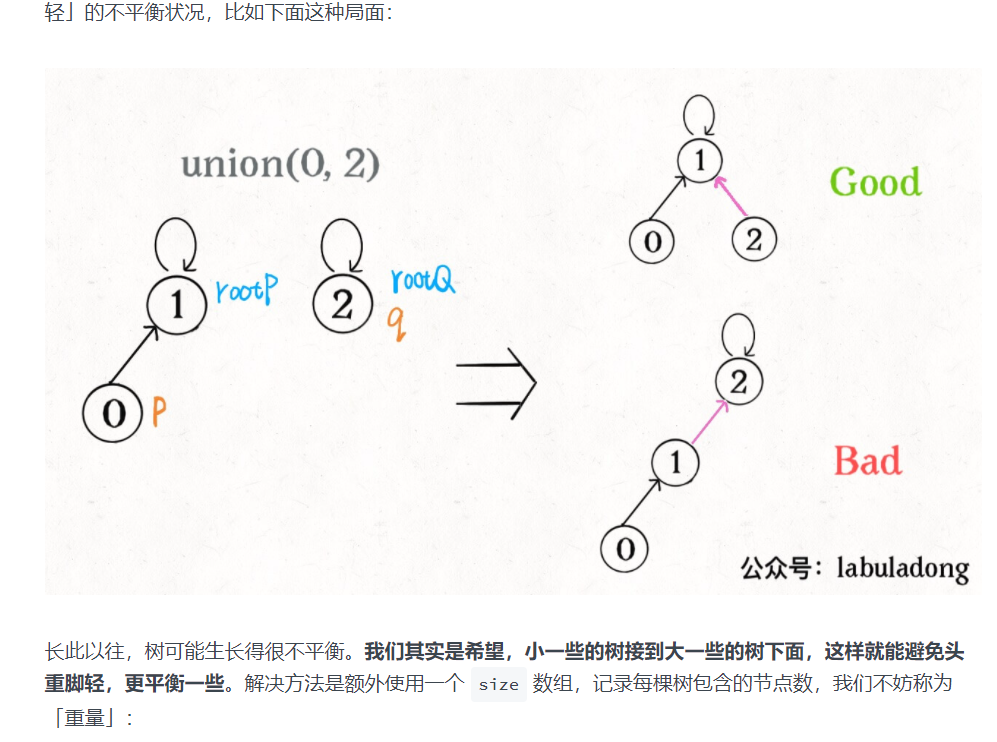 轻」的不平衡状况，比如下面这种局面：
union(0, 2)
1 rootP
2 rootQ
q
0 p
1
0 2
Good
2
1
0
Bad
公众号：labuladong
长此以往，树可能生长得很不平衡。我们其实是希望，小一些的树接到大一些的树下面，这样就能避免头
重脚轻，更平衡一些。解决方法是额外使用一个 size 数组，记录每棵树包含的节点数，我们不妨称为
「重量」：